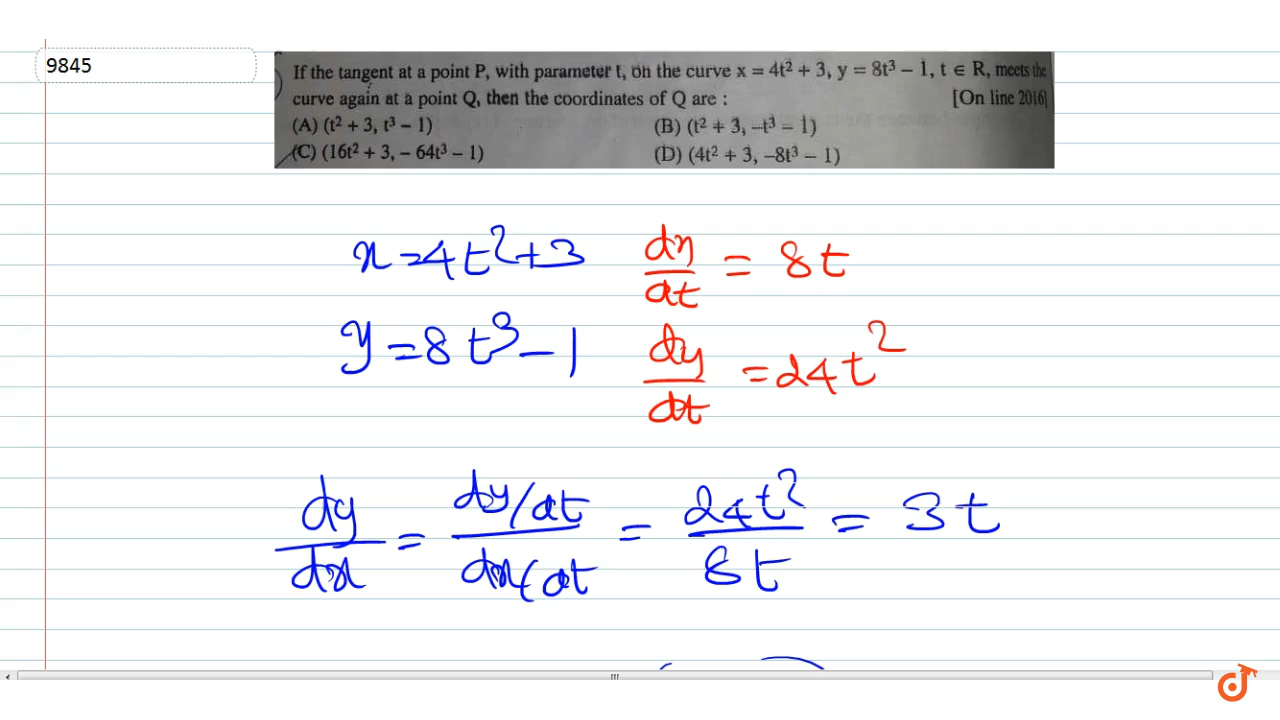 9845
If the tangent at a point P, with parameter t, on the curve x = 4t² + 3, y = 8t³ − 1, t ∈ R, meets the
curve again at a point Q, then the coordinates of Q are : [On line 2016]
(A) (t² + 3, t³ − 1) (B) (t² + 3, −t³ − 1)
(C) (16t² + 3, − 64t³ − 1) (D) (4t² + 3, −8t³ − 1)
x = 4t² + 3 dx/dt = 8t
y = 8t³ − 1 dy/dt = 24t²
dy/dx = (dy/dt)/(dx/dt) = 24t²/8t = 3t